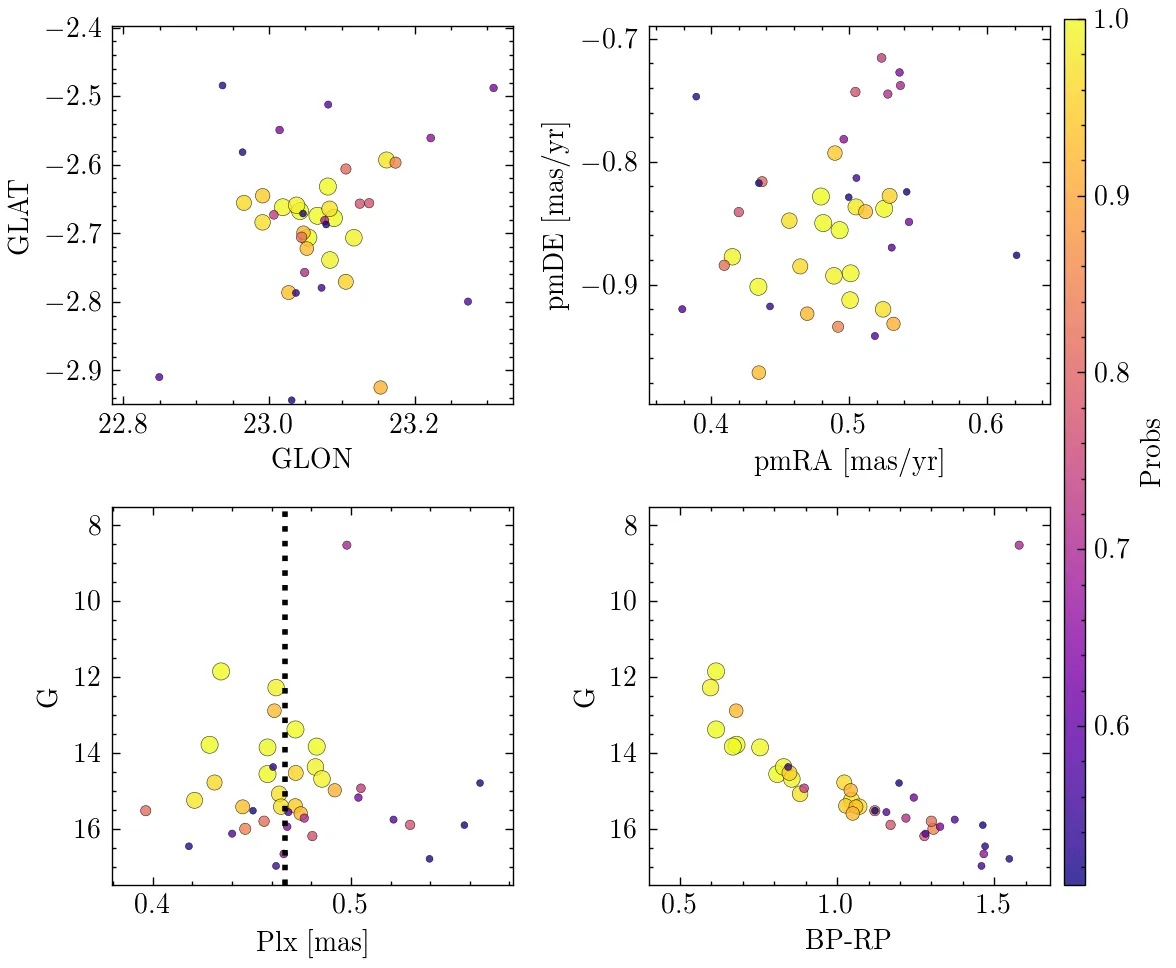 −2.4
−2.5
−2.6
−2.7
−2.8
−2.9
GLAT
22.8 23.0 23.2
GLON
−0.7
−0.8
−0.9
pmDE [mas/yr]
0.4 0.5 0.6
pmRA [mas/yr]
8
10
12
14
16
G
0.4 0.5
Plx [mas]
8
10
12
14
16
G
0.5 1.0 1.5
BP-RP
1.0
0.9
0.8
0.7
0.6
Probs